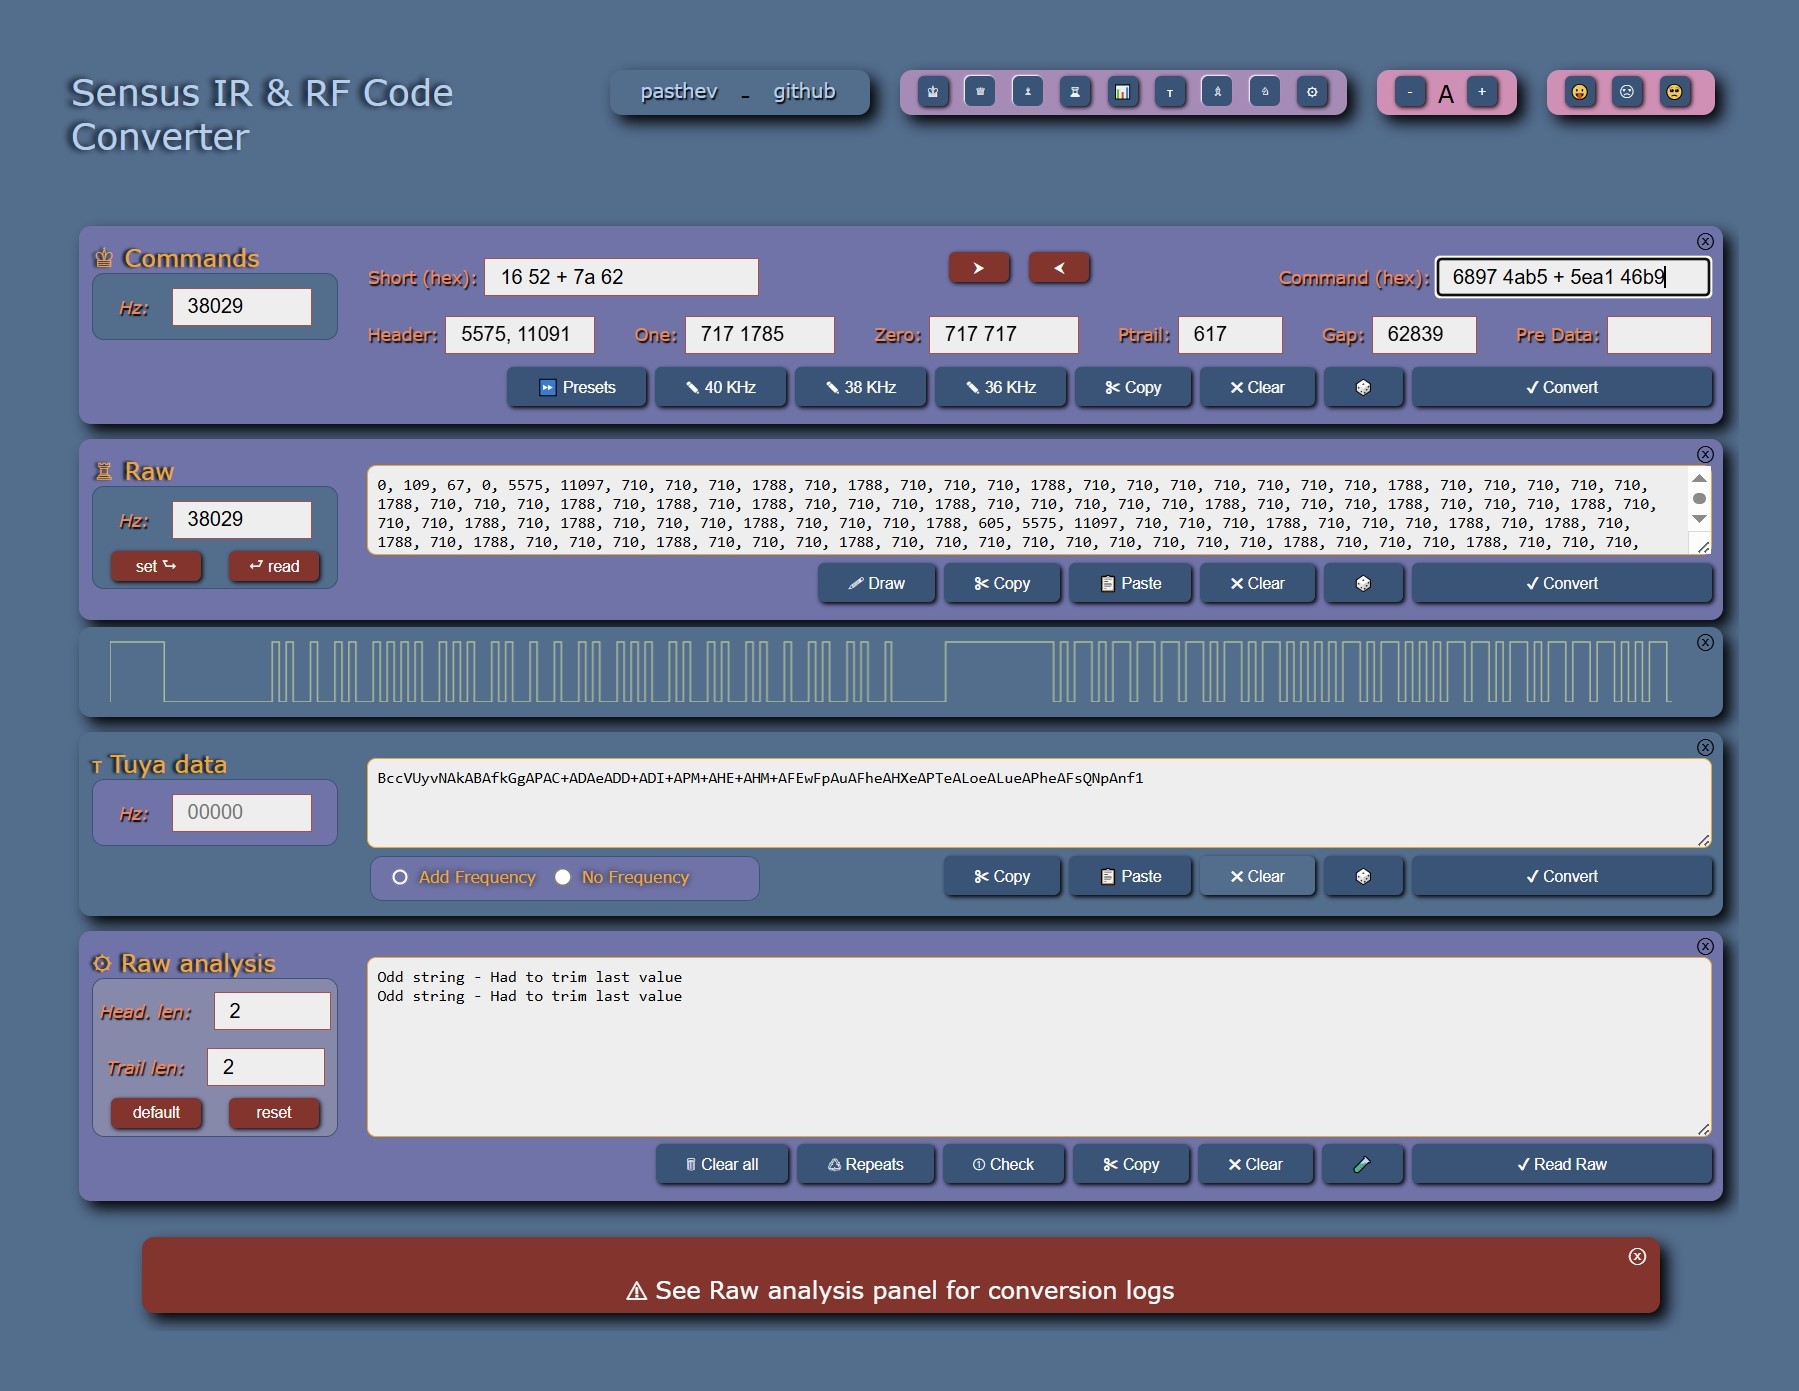 Sensus IR & RF Code
Converter
pasthev - github
- A +
♔ Commands
Hz: 38029
Short (hex): 16 52 + 7a 62
Command (hex): 6897 4ab5 + 5ea1 46b9
Header: 5575, 11091 One: 717 1785 Zero: 717 717 Ptrail: 617 Gap: 62839 Pre Data:
Presets 40 KHz 38 KHz 36 KHz Copy Clear Convert
♖ Raw
Hz: 38029
set read
0, 109, 67, 0, 5575, 11097, 710, 710, 710, 1788, 710, 1788, 710, 710, 710, 1788, 710, 710, 710, 710, 710, 710, 710, 1788, 710, 710, 710, 710, 710,
1788, 710, 710, 710, 1788, 710, 1788, 710, 1788, 710, 710, 710, 1788, 710, 710, 710, 710, 710, 1788, 710, 710, 710, 1788, 710,
710, 710, 1788, 710, 1788, 710, 710, 710, 1788, 710, 710, 710, 1788, 605, 5575, 11097, 710, 710, 710, 1788, 710, 710, 710, 1788, 710, 1788, 710,
1788, 710, 1788, 710, 710, 710, 1788, 710, 710, 710, 1788, 710, 710, 710, 710, 710, 710, 710, 710, 1788, 710, 710, 710, 1788, 710, 710, 710,
Draw Copy Paste Clear Convert
T Tuya data
Hz: 00000
BccVUyvNAkABAfkGgAPAC+ADAeADD+ADI+APM+AHE+AHM+AFEwFpAuAFheAHXeAPTeALoeALueAPheAFsQNpAnf1
Add Frequency No Frequency
Copy Paste Clear Convert
Raw analysis
Head. len: 2
Trail len: 2
default reset
Odd string - Had to trim last value
Odd string - Had to trim last value
Clear all Repeats Check Copy Clear Read Raw
⚠ See Raw analysis panel for conversion logs